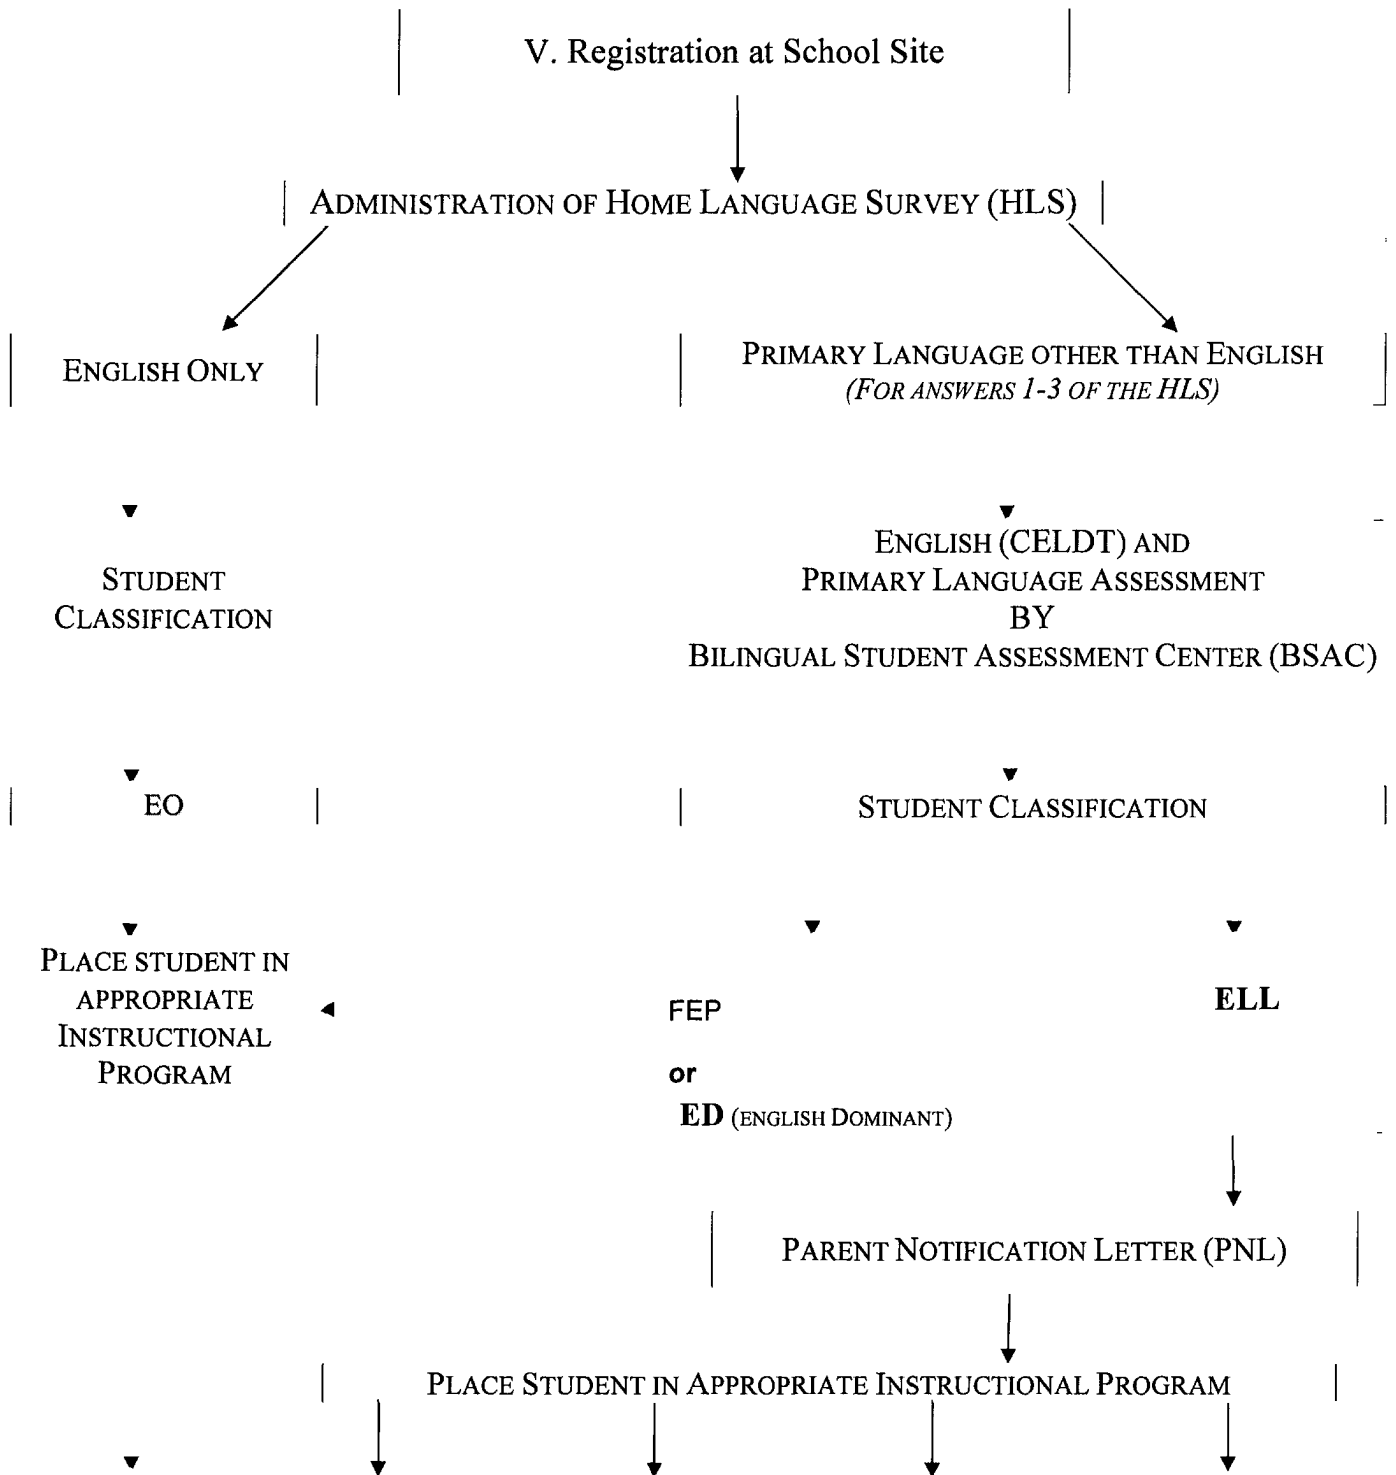 V. Registration at School Site
ADMINISTRATION OF HOME LANGUAGE SURVEY (HLS)
ENGLISH ONLY
PRIMARY LANGUAGE OTHER THAN ENGLISH
(FOR ANSWERS 1-3 OF THE HLS)
STUDENT
CLASSIFICATION
ENGLISH (CELDT) AND
PRIMARY LANGUAGE ASSESSMENT
BY
BILINGUAL STUDENT ASSESSMENT CENTER (BSAC)
EO
STUDENT CLASSIFICATION
PLACE STUDENT IN
APPROPRIATE
INSTRUCTIONAL
PROGRAM
FEP
or
ED (ENGLISH DOMINANT)
ELL
PARENT NOTIFICATION LETTER (PNL)
PLACE STUDENT IN APPROPRIATE INSTRUCTIONAL PROGRAM